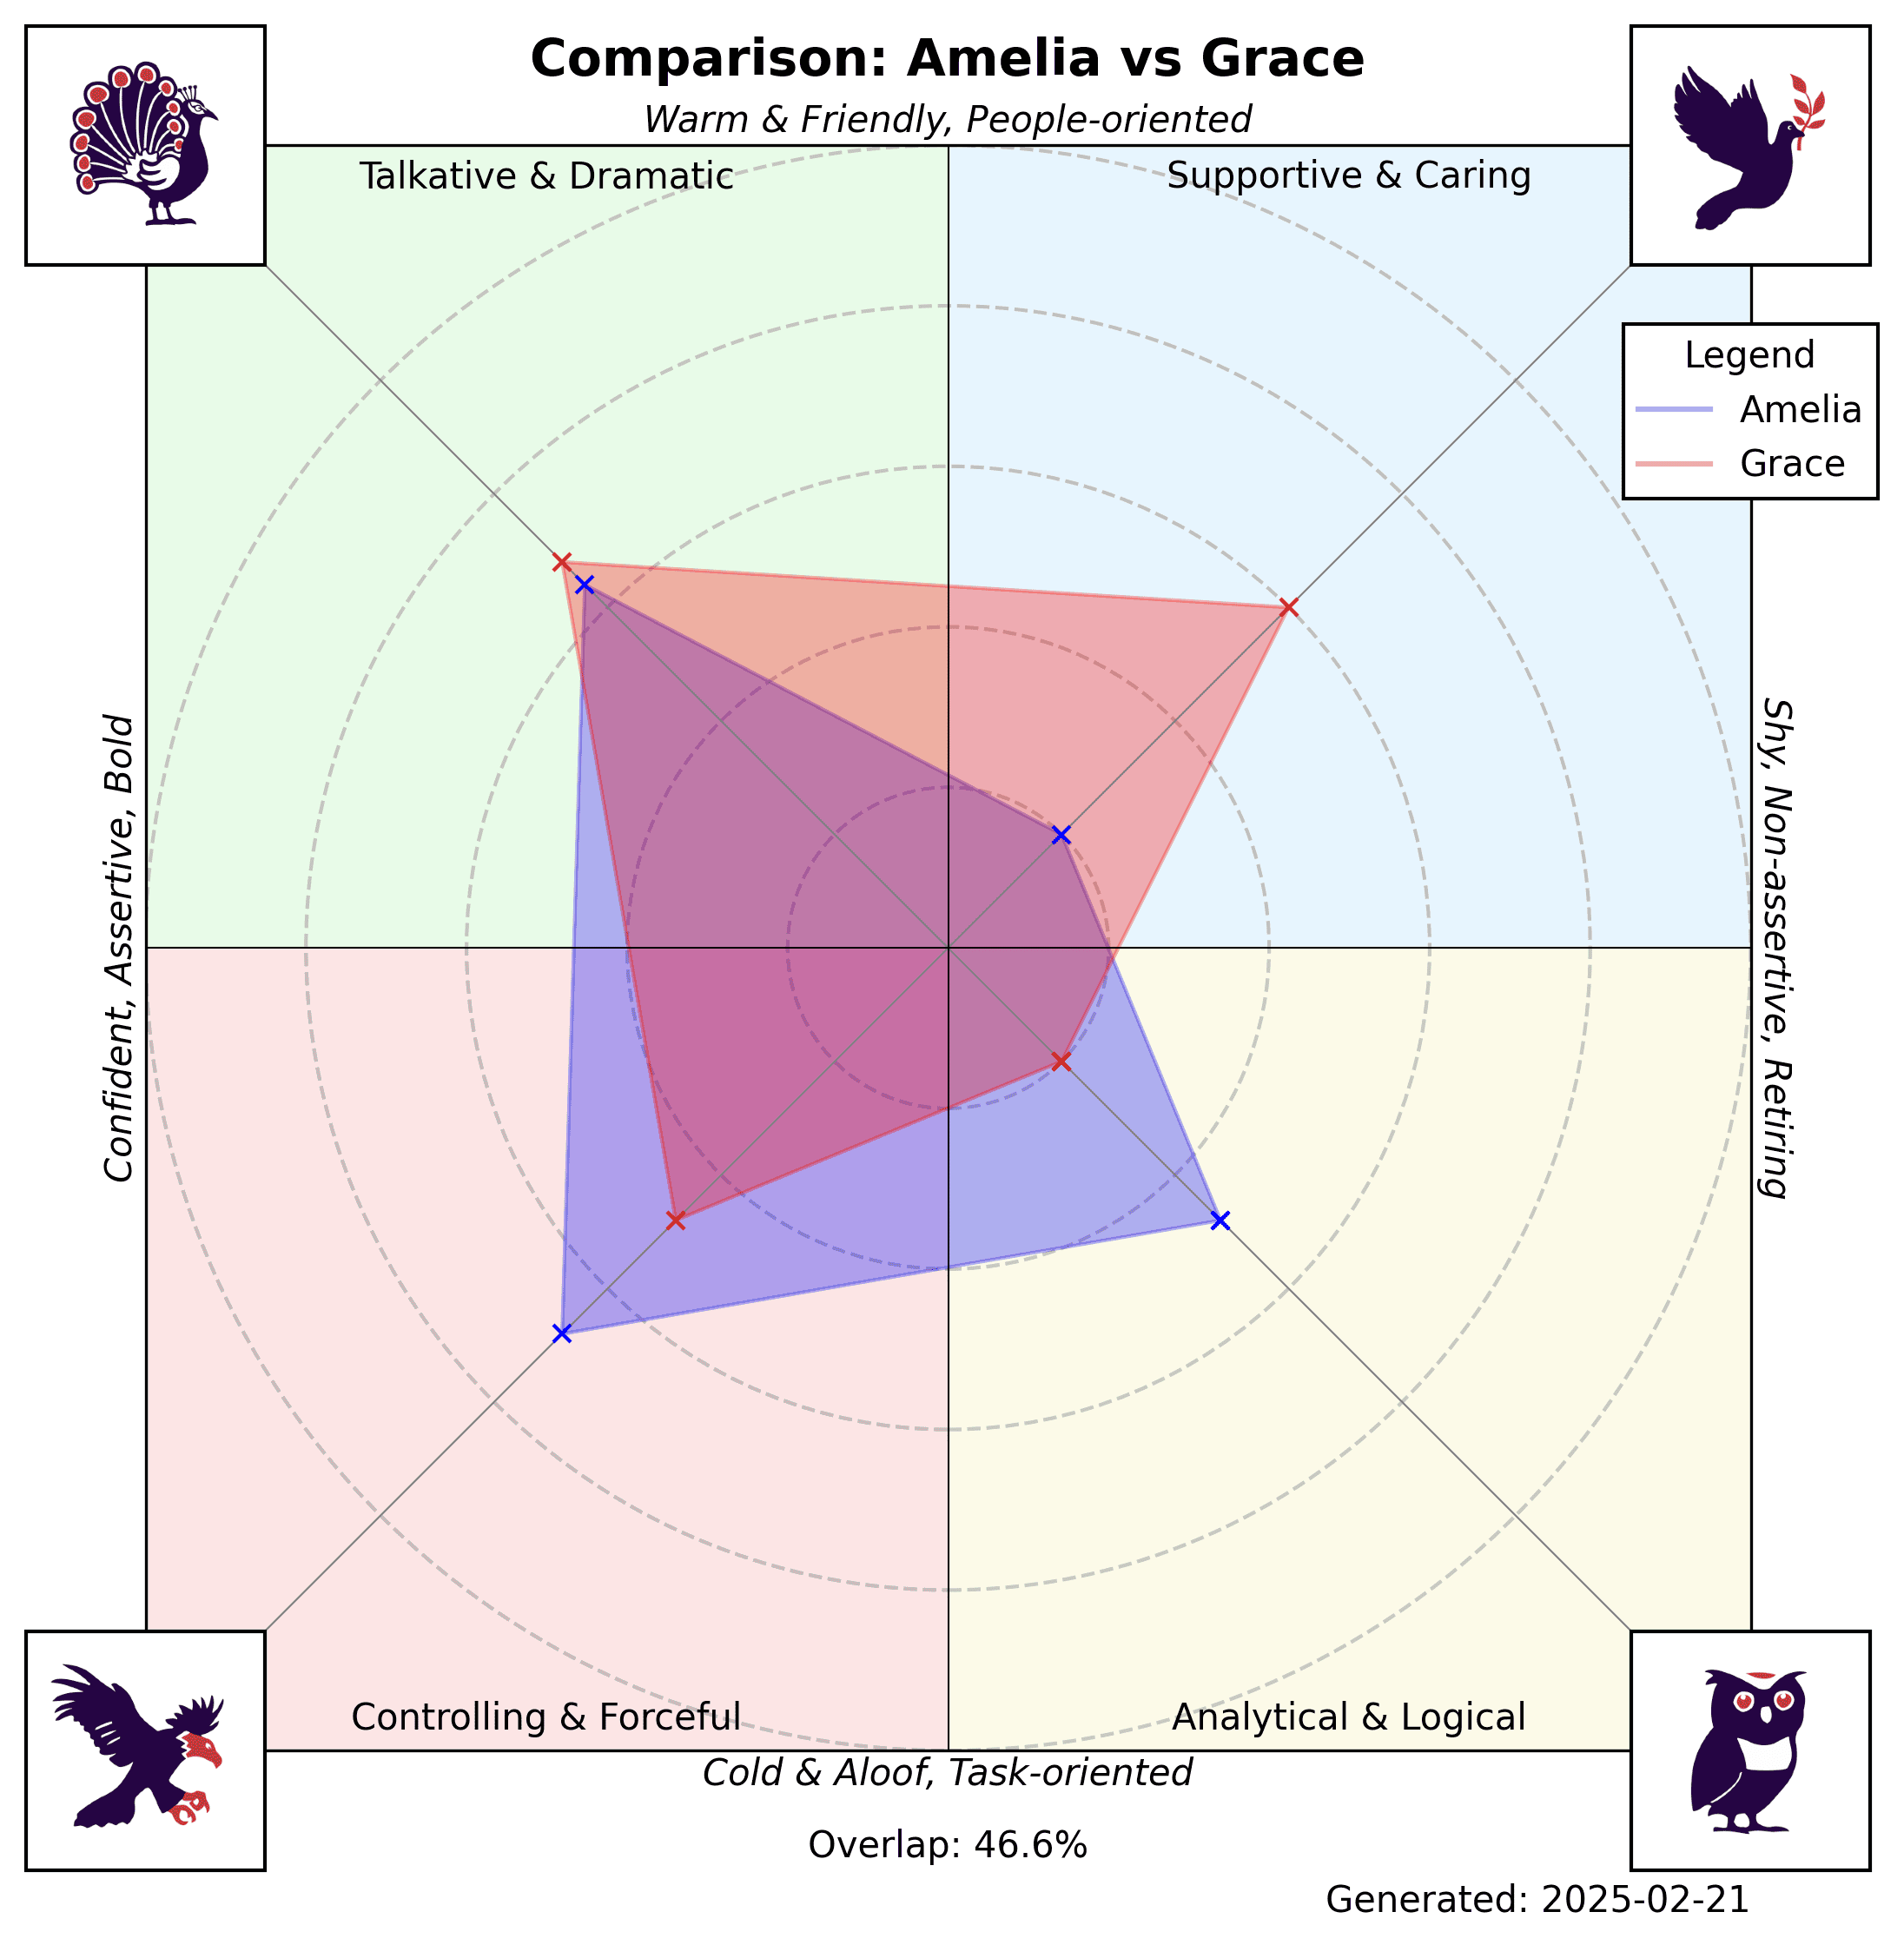 Comparison: Amelia vs Grace
Warm & Friendly, People-oriented
Talkative & Dramatic
Supportive & Caring
Legend
Amelia
Grace
Confident, Assertive, Bold
Shy, Non-assertive, Retiring
Controlling & Forceful
Analytical & Logical
Cold & Aloof, Task-oriented
Overlap: 46.6%
Generated: 2025-02-21